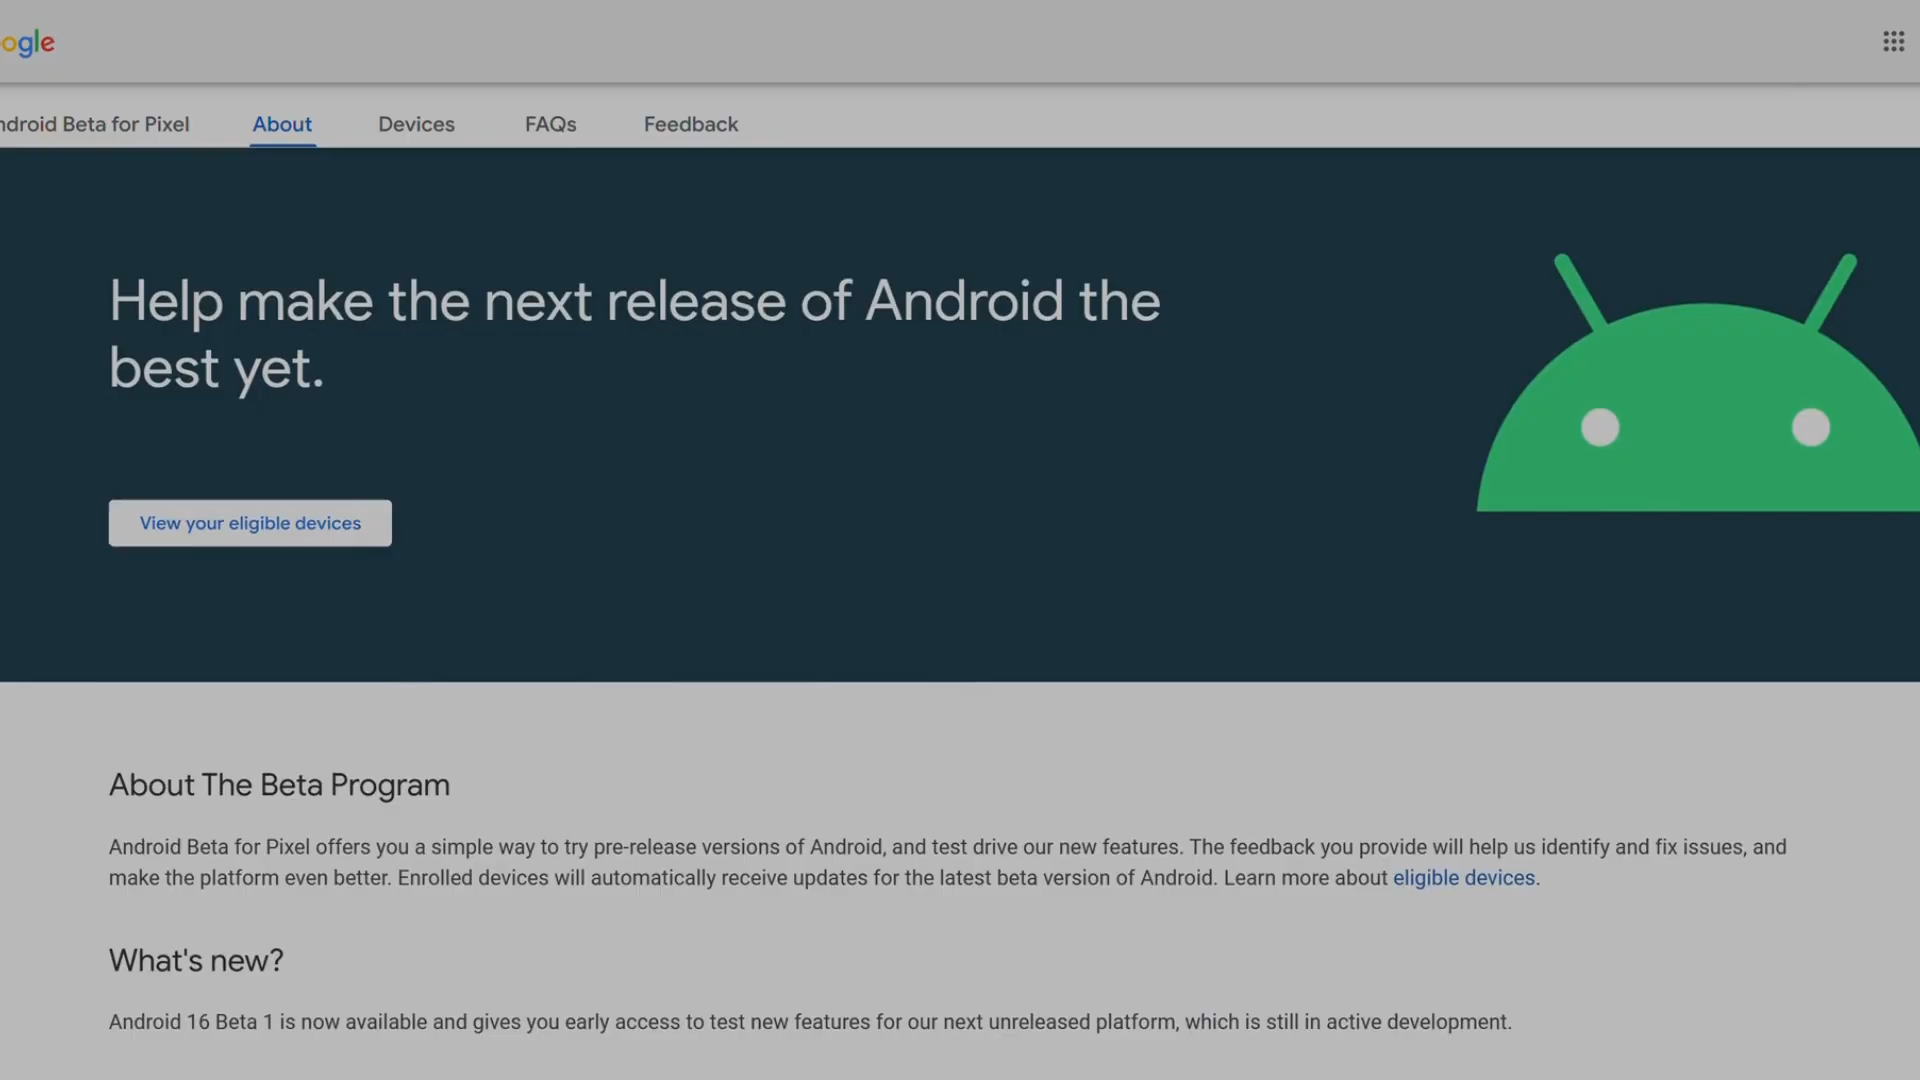 ogle
ndroid Beta for Pixel About Devices FAQs Feedback
Help make the next release of Android the
best yet.
View your eligible devices
About The Beta Program
Android Beta for Pixel offers you a simple way to try pre-release versions of Android, and test drive our new features. The feedback you provide will help us identify and fix issues, and
make the platform even better. Enrolled devices will automatically receive updates for the latest beta version of Android. Learn more about eligible devices.
What's new?
Android 16 Beta 1 is now available and gives you early access to test new features for our next unreleased platform, which is still in active development.